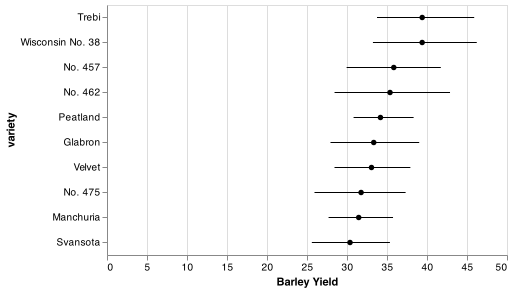 Trebi
Wisconsin No. 38
No. 457
No. 462
Peatland
Glabron
Velvet
No. 475
Manchuria
Svansota
variety
0 5 10 15 20 25 30 35 40 45 50
Barley Yield